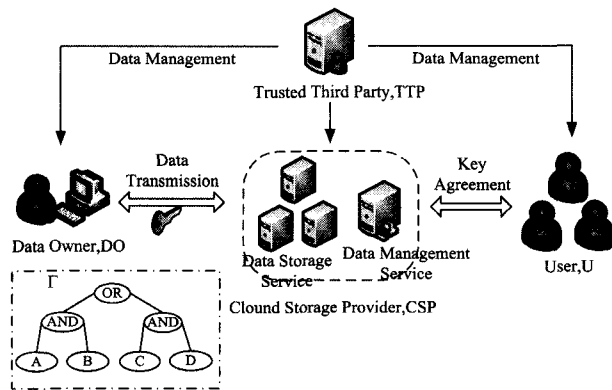 Data Management
Data Management
Trusted Third Party,TTP
Data
Transmission
Key
Agreement
Data Owner,DO
Data Storage
Service
Data Management
Service
User,U
Clound Storage Provider,CSP
Γ
OR
AND
AND
A
B
C
D